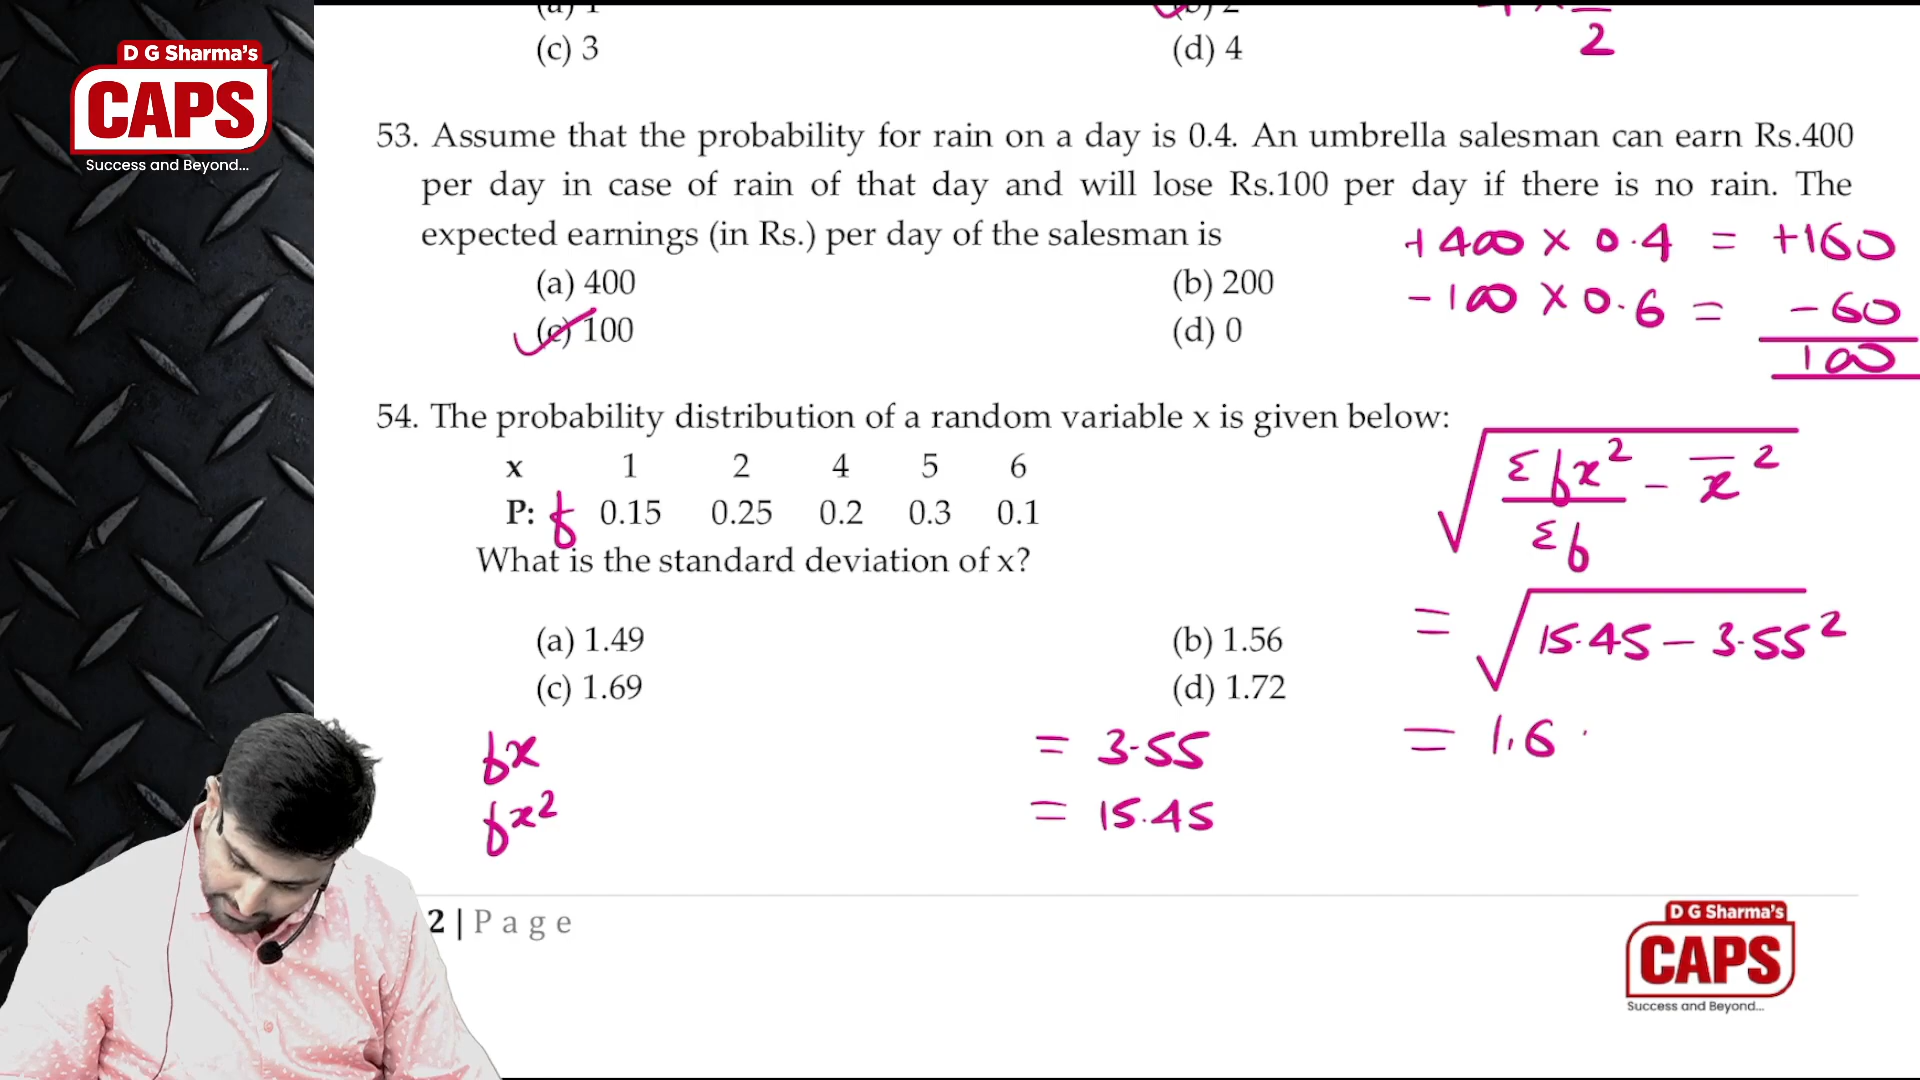 D G Sharma's
CAPS
Success and Beyond...
(c) 3
(d) 4
2
53. Assume that the probability for rain on a day is 0.4. An umbrella salesman can earn Rs.400
per day in case of rain of that day and will lose Rs.100 per day if there is no rain. The
expected earnings (in Rs.) per day of the salesman is
+400 × 0.4 = +160
(a) 400
(b) 200
-100 × 0.6 = -60
(c) 100
(d) 0
100
54. The probability distribution of a random variable x is given below:
x 1 2 4 5 6
P: f 0.15 0.25 0.2 0.3 0.1
What is the standard deviation of x?
√(Σfx²/Σf - x̄²)
= √(15.45 - 3.55²)
(a) 1.49
(b) 1.56
(c) 1.69
(d) 1.72
fx = 3.55
= 1.6
fx² = 15.45
2 | Page
D G Sharma's
CAPS
Success and Beyond...